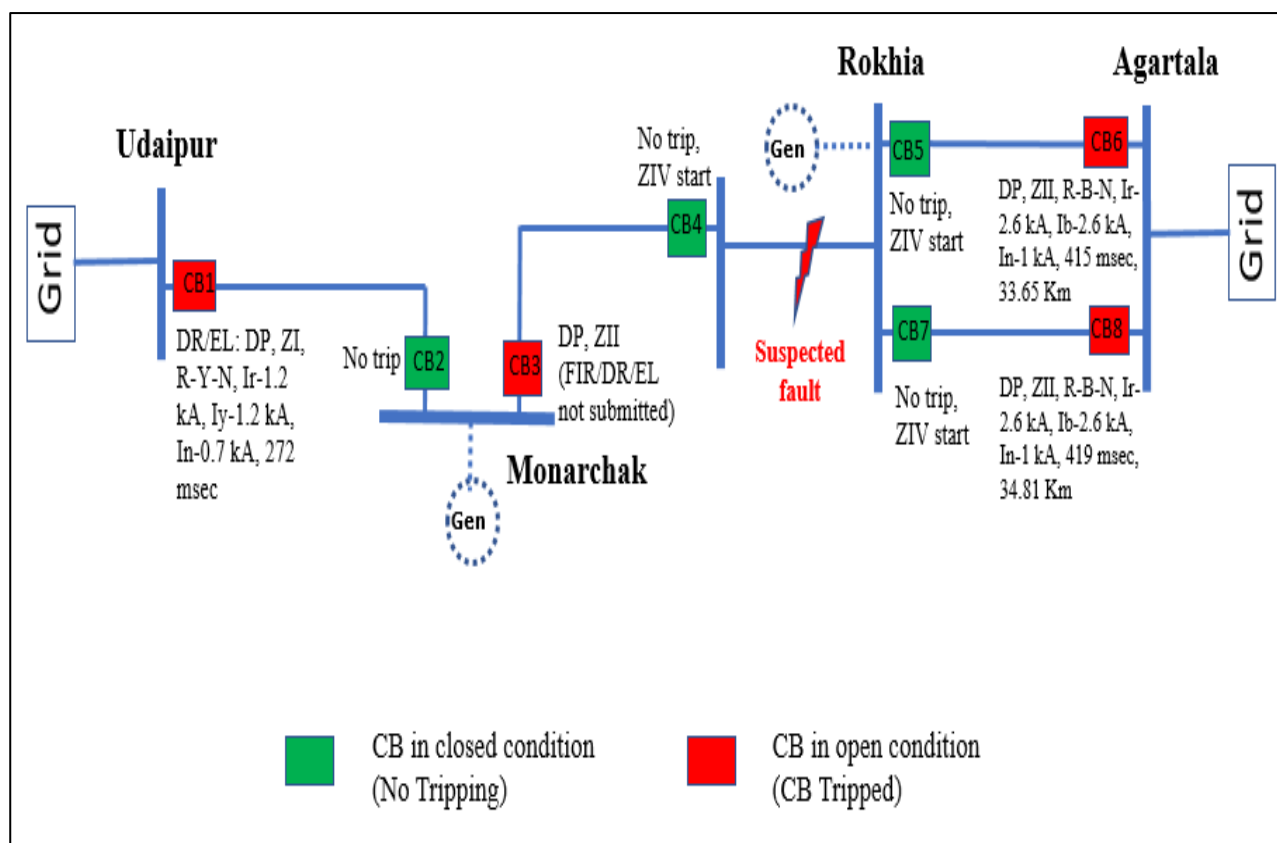 Rokhia
Agartala
Udaipur
Grid
CB1
DR/EL: DP, ZI,
R-Y-N, Ir-1.2
kA, Iy-1.2 kA,
In-0.7 kA, 272
msec
No trip
CB2
CB3
DP, ZII
(FIR/DR/EL
not submitted)
Monarchak
Gen
No trip,
ZIV start
CB4
Suspected
fault
Gen
CB5
No trip,
ZIV start
CB7
No trip,
ZIV start
CB6
DP, ZII, R-B-N, Ir-
2.6 kA, Ib-2.6 kA,
In-1 kA, 415 msec,
33.65 Km
CB8
DP, ZII, R-B-N, Ir-
2.6 kA, Ib-2.6 kA,
In-1 kA, 419 msec,
34.81 Km
Grid
CB in closed condition
(No Tripping)
CB in open condition
(CB Tripped)